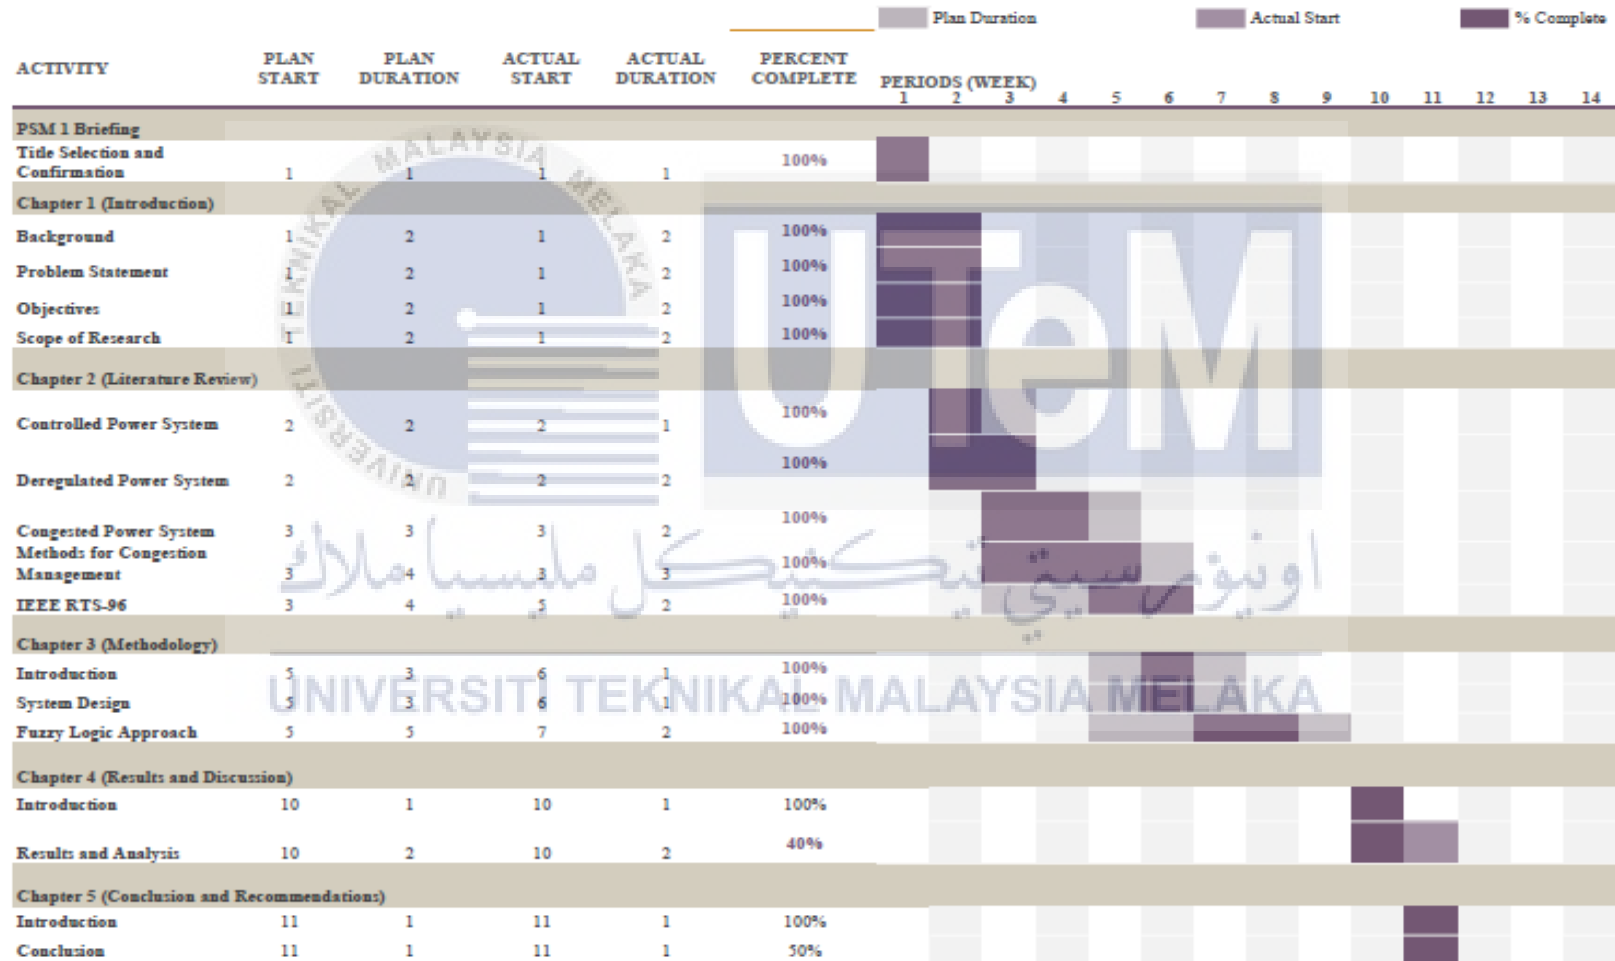 Plan Duration Actual Start % Complete
ACTIVITY PLAN START PLAN DURATION ACTUAL START ACTUAL DURATION PERCENT COMPLETE PERIODS (WEEK)
1 2 3 4 5 6 7 8 9 10 11 12 13 14
PSM 1 Briefing
Title Selection and Confirmation 1 1 1 1 100%
Chapter 1 (Introduction)
Background 1 2 1 2 100%
Problem Statement 1 2 1 2 100%
Objectives 1 2 1 2 100%
Scope of Research 1 2 1 2 100%
Chapter 2 (Literature Review)
Controlled Power System 2 2 2 1 100%
Deregulated Power System 2 2 2 2 100%
Congested Power System 3 3 3 2 100%
Methods for Congestion Management 3 4 3 3 100%
IEEE RTS-96 3 4 5 2 100%
Chapter 3 (Methodology)
Introduction 5 3 6 1 100%
System Design 5 3 6 1 100%
Fuzzy Logic Approach 5 5 7 2 100%
Chapter 4 (Results and Discussion)
Introduction 10 1 10 1 100%
Results and Analysis 10 2 10 2 40%
Chapter 5 (Conclusion and Recommendations)
Introduction 11 1 11 1 100%
Conclusion 11 1 11 1 50%
UNIVERSITI TEKNIKAL MALAYSIA MELAKA
UTeM
اونيۏرسيتي تيكنيكل مليسيا ملاك
UNIVERSITI TEKNIKAL MALAYSIA MELAKA